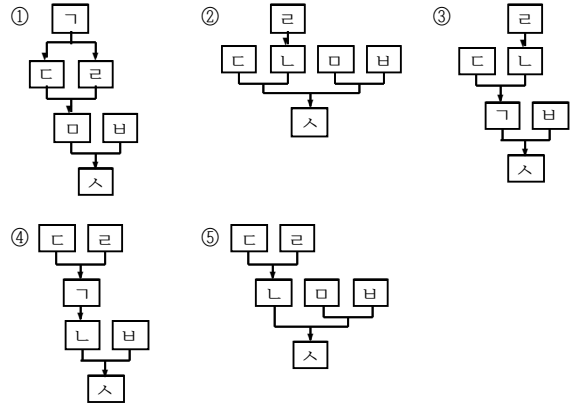 ① ㄱ ② ㄹ ③ ㄹ
ㄷ ㄹ ㄷ ㄴ ㅁ ㅂ ㄷ ㄴ
ㅁ ㅂ ㅅ ㄱ ㅂ
ㅅ ㅅ
④ ㄷ ㄹ ⑤ ㄷ ㄹ
ㄱ ㄴ ㅁ ㅂ
ㄴ ㅂ ㅅ
ㅅ